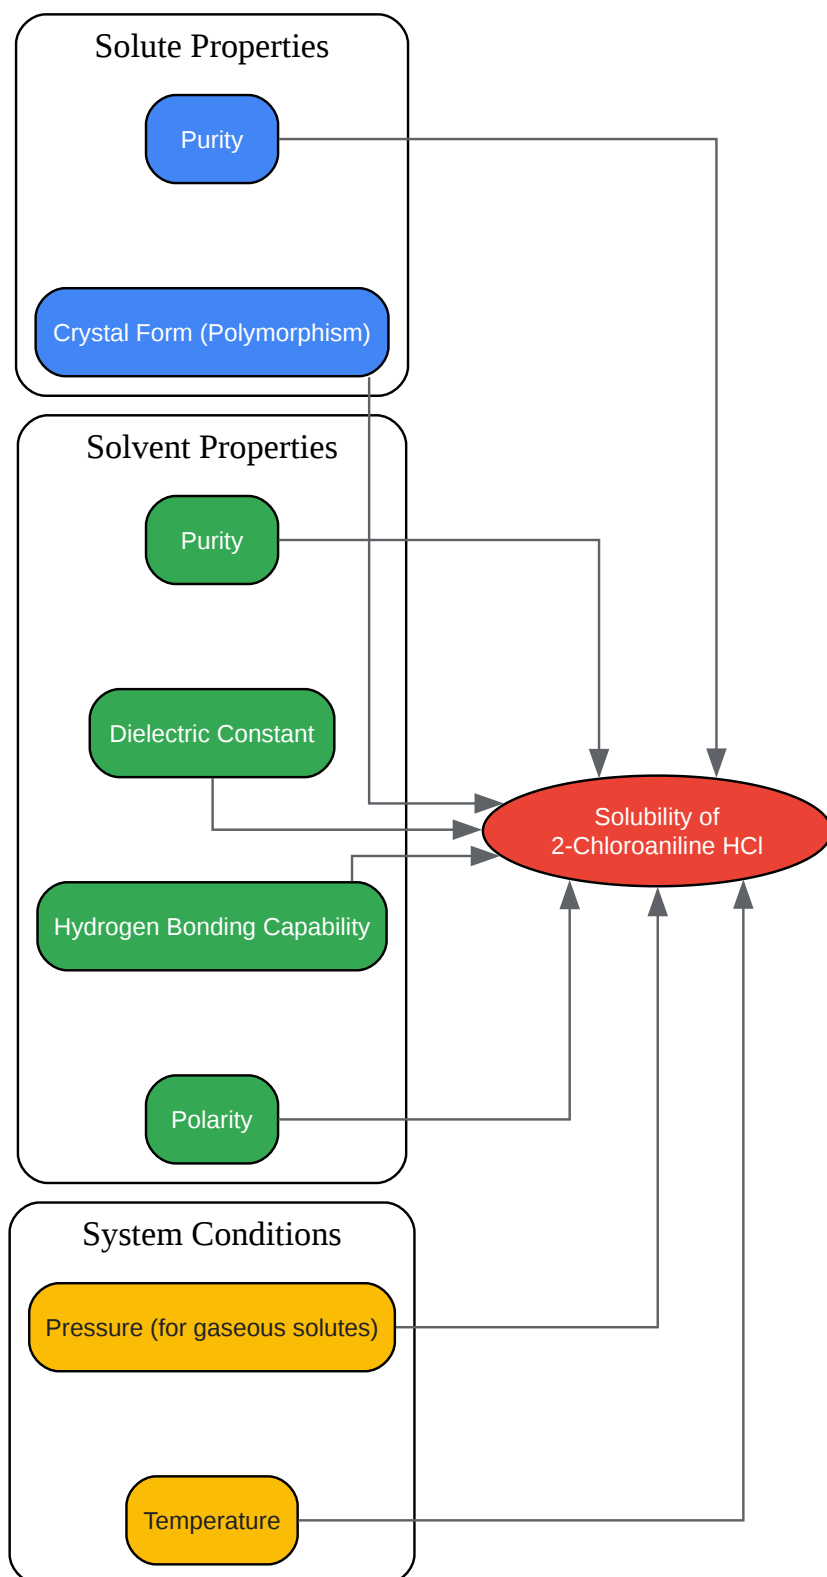 Solute Properties
Purity
Crystal Form (Polymorphism)
Solvent Properties
Purity
Dielectric Constant
Solubility of
2-Chloroaniline HCl
Hydrogen Bonding Capability
Polarity
System Conditions
Pressure (for gaseous solutes)
Temperature